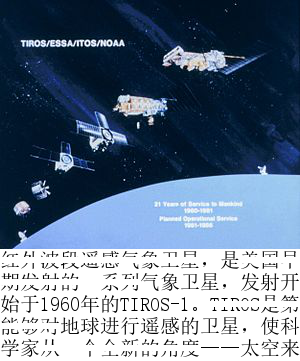 TIROS/ESSA/ITOS/NOAA
21 Years of Service to Mankind
1960-1981
Planned Operational Service
1981-1990
红外波段遥感气象卫星，是美国早
期发射的一系列气象卫星，发射开
始于1960年的TIROS-1。TIROS是第
能够对地球进行遥感的卫星，使科
学家从一个全新的角度——太空来